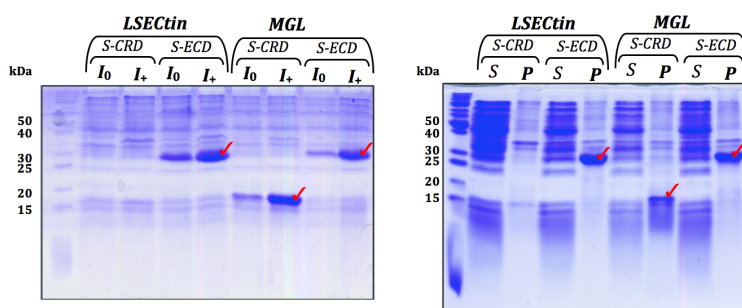 LSECtin MGL
S-CRD S-ECD S-CRD S-ECD
kDa I0 I+ I0 I+ I0 I+ I0 I+
50
40
30
25
20
15
LSECtin MGL
S-CRD S-ECD S-CRD S-ECD
kDa S P S P S P S P
50
40
30
25
20
15